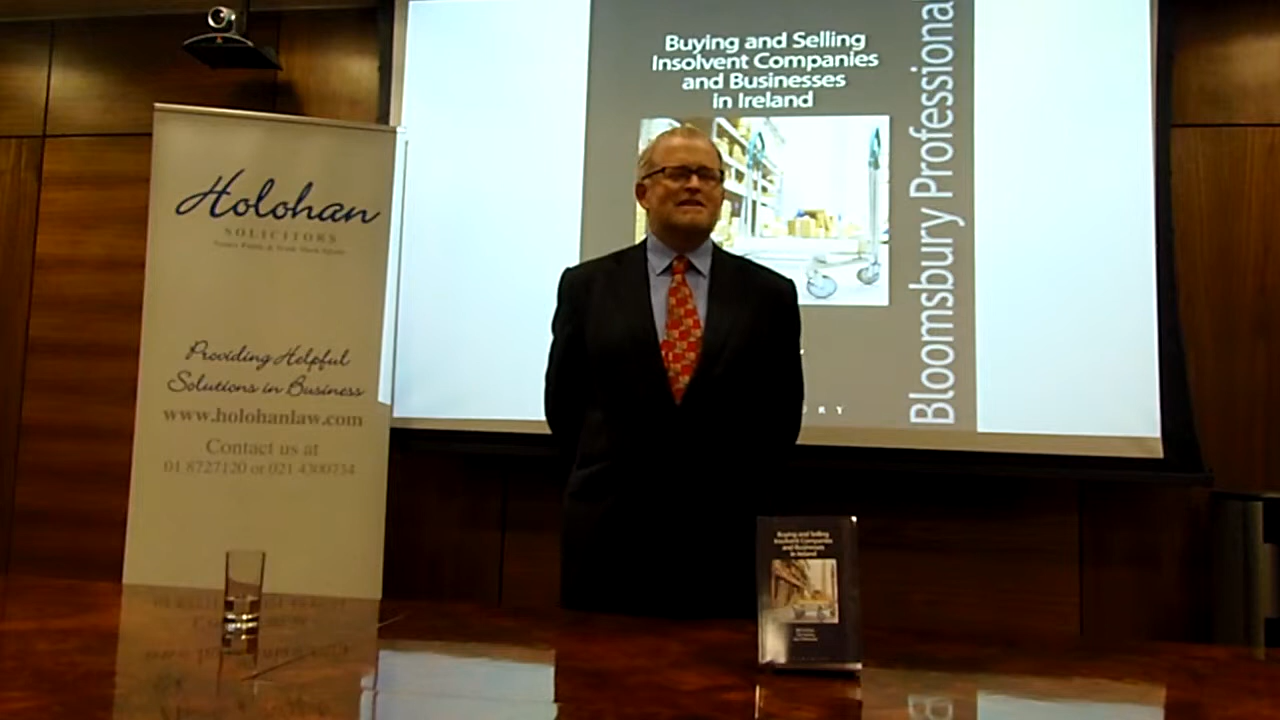 Holohan
SOLICITORS
Providing Helpful
Solutions in Business
www.holohanlaw.com
Contact us at
01 8727120 or 021 4300734
Buying and Selling
Insolvent Companies
and Businesses
in Ireland
Bloomsbury Professional
Buying and Selling
Insolvent Companies
and Businesses
in Ireland